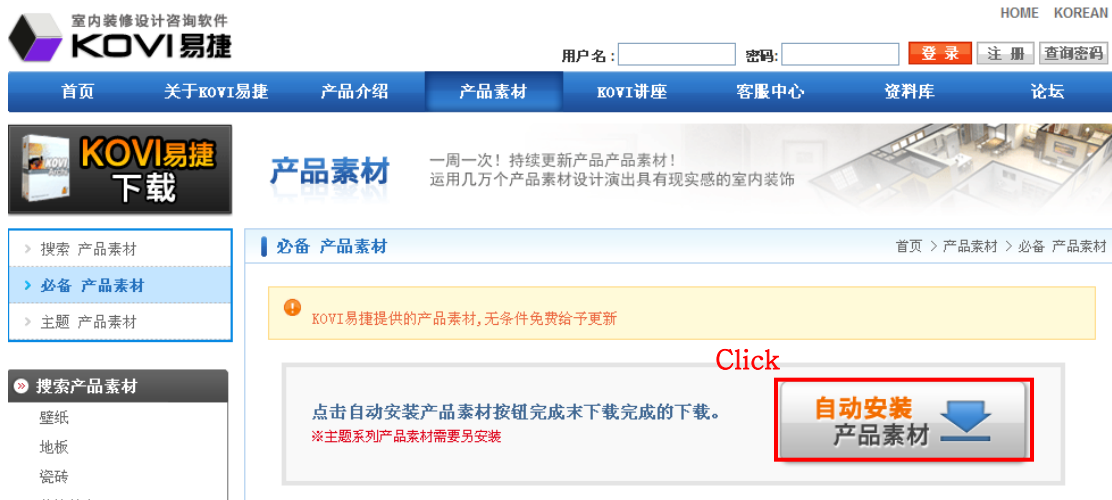 HOME KOREAN
室内装修设计咨询软件
KOVI易捷
用户名: 密码: 登 录 注 册 查询密码
首页 关于KOVI易捷 产品介绍 产品素材 KOVI讲座 客服中心 资料库 论坛
KOVI易捷
下载
产品素材
一周一次! 持续更新产品产品素材!
运用几万个产品素材设计演出具有现实感的室内装饰
搜索 产品素材
必备 产品素材
主题 产品素材
必备 产品素材
首页 > 产品素材 > 必备 产品素材
KOVI易捷提供的产品素材,无条件免费给予更新
Click
点击自动安装产品素材按钮完成末下载完成的下载。
※主题系列产品素材需要另安装
自动安装
产品素材
搜索产品素材
壁纸
地板
瓷砖